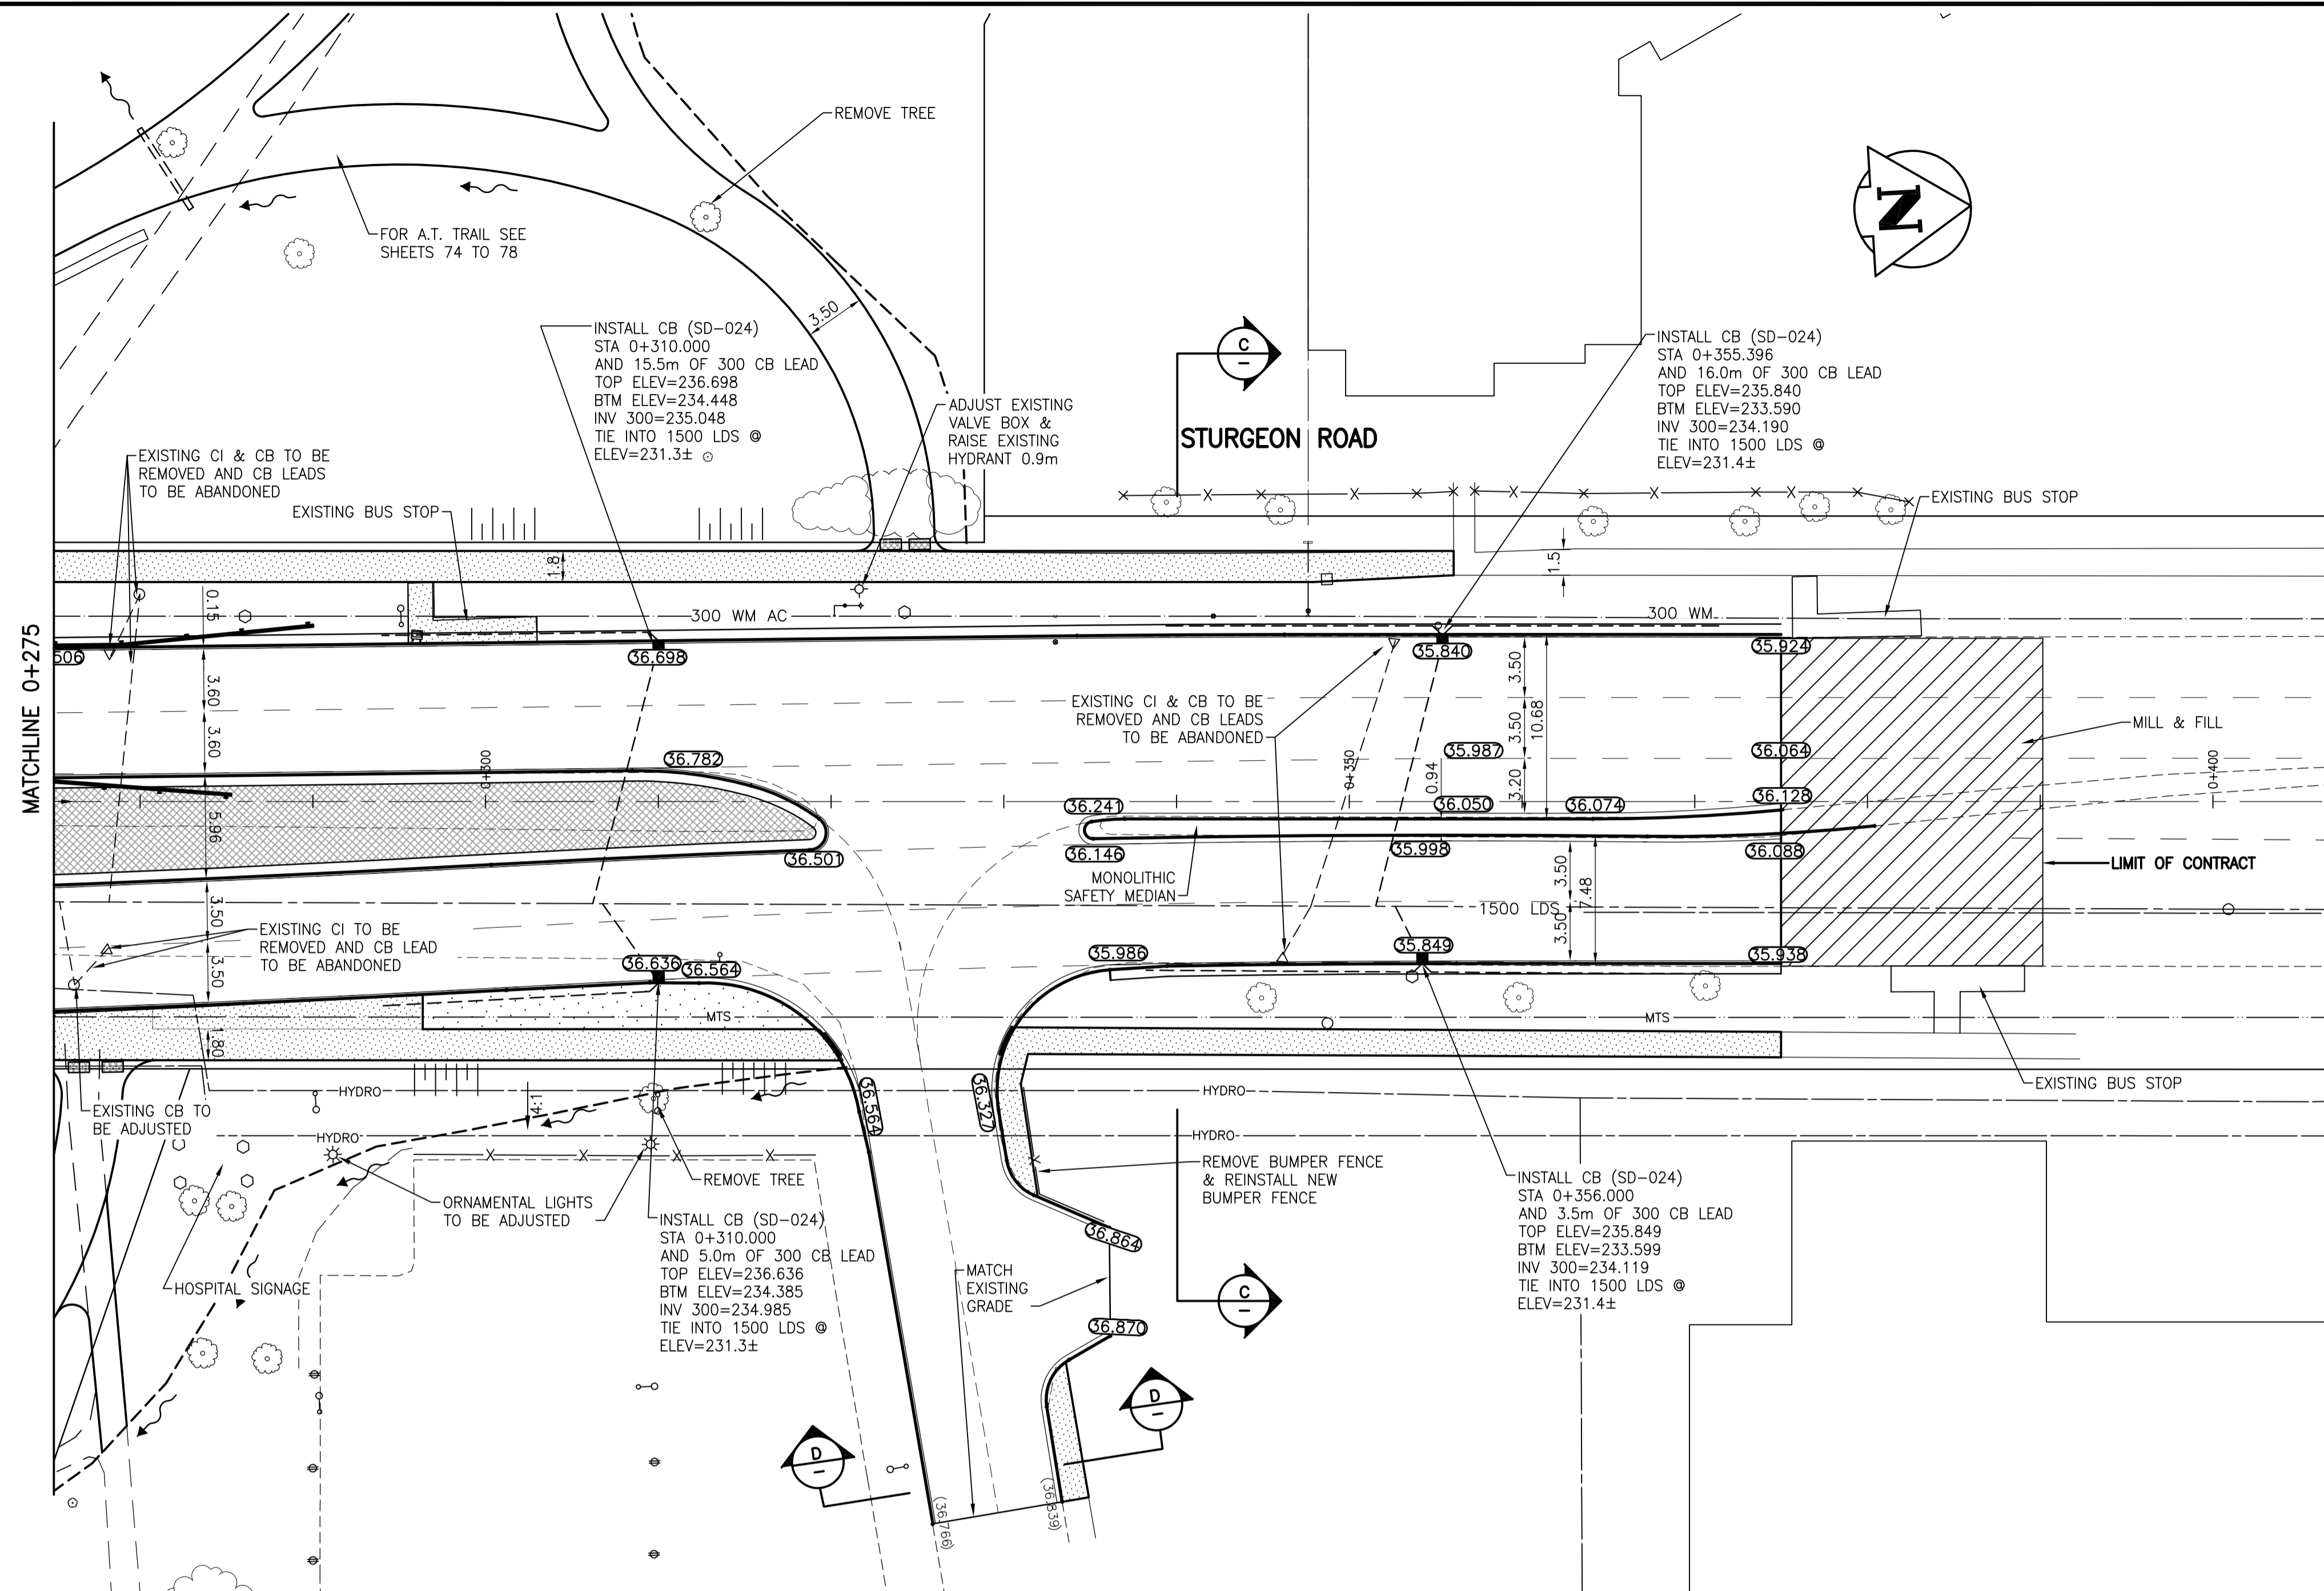 REMOVE TREE
FOR A.T. TRAIL SEE
SHEETS 74 TO 78
N
3.50
INSTALL CB (SD-024)
STA 0+310.000
AND 15.5m OF 300 CB LEAD
TOP ELEV=236.698
BTM ELEV=234.448
INV 300=235.048
TIE INTO 1500 LDS @
ELEV=231.3±
C
–
STURGEON ROAD
INSTALL CB (SD-024)
STA 0+355.396
AND 16.0m OF 300 CB LEAD
TOP ELEV=235.840
BTM ELEV=233.590
INV 300=234.190
TIE INTO 1500 LDS @
ELEV=231.4±
ADJUST EXISTING
VALVE BOX &
RAISE EXISTING
HYDRANT 0.9m
EXISTING CI & CB TO BE
REMOVED AND CB LEADS
TO BE ABANDONED
EXISTING BUS STOP
EXISTING BUS STOP
1.8
1.5
0.15
300 WM AC
300 WM
MATCHLINE 0+275
506
36.698
35.840
35.924
3.60
3.60
3.50
3.50
10.68
3.20
0.94
EXISTING CI & CB TO BE
REMOVED AND CB LEADS
TO BE ABANDONED
MILL & FILL
36.782
35.987
36.064
0+300
0+350
0+400
36.241
36.050
36.074
36.128
5.96
36.501
36.146
35.998
36.088
MONOLITHIC
SAFETY MEDIAN
3.50
7.48
3.50
LIMIT OF CONTRACT
1500 LDS
3.50
3.50
EXISTING CI TO BE
REMOVED AND CB LEAD
TO BE ABANDONED
36.636
36.564
35.986
35.849
35.938
MTS
MTS
1.80
HYDRO
HYDRO
HYDRO
HYDRO
4:1
36.564
36.327
EXISTING BUS STOP
EXISTING CB TO
BE ADJUSTED
REMOVE TREE
ORNAMENTAL LIGHTS
TO BE ADJUSTED
REMOVE BUMPER FENCE
& REINSTALL NEW
BUMPER FENCE
INSTALL CB (SD-024)
STA 0+356.000
AND 3.5m OF 300 CB LEAD
TOP ELEV=235.849
BTM ELEV=233.599
INV 300=234.119
TIE INTO 1500 LDS @
ELEV=231.4±
INSTALL CB (SD-024)
STA 0+310.000
AND 5.0m OF 300 CB LEAD
TOP ELEV=236.636
BTM ELEV=234.385
INV 300=234.985
TIE INTO 1500 LDS @
ELEV=231.3±
HOSPITAL SIGNAGE
36.864
MATCH
EXISTING
GRADE
C
–
36.870
D
–
D
–
(36.766)
(36.839)